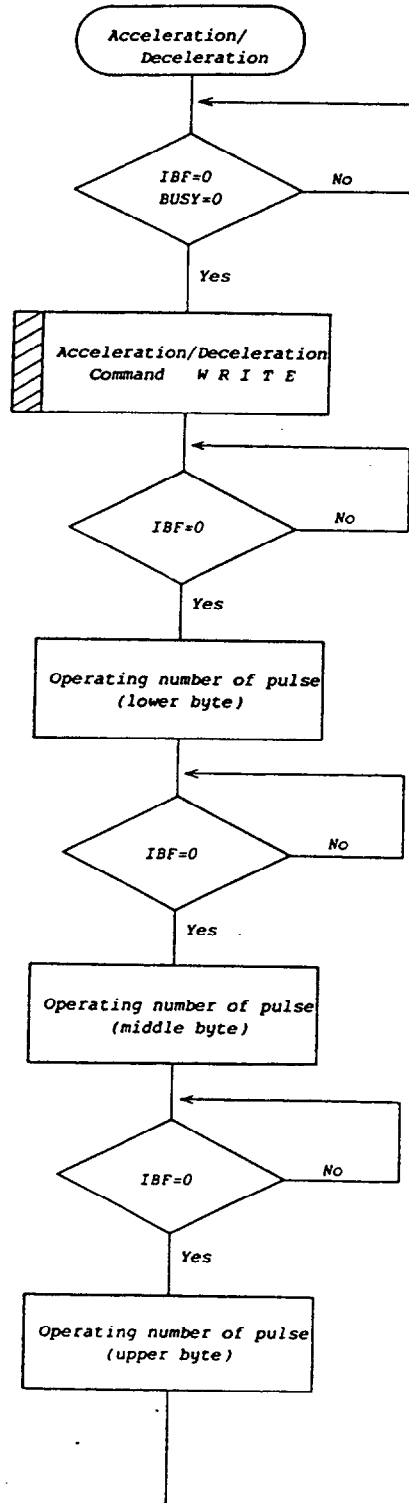 Acceleration/
Deceleration
IBF=0
BUSY=0
No
Yes
Acceleration/Deceleration
Command W R I T E
IBF=0
No
Yes
Operating number of pulse
(lower byte)
IBF=0
No
Yes
Operating number of pulse
(middle byte)
IBF=0
No
Yes
Operating number of pulse
(upper byte)